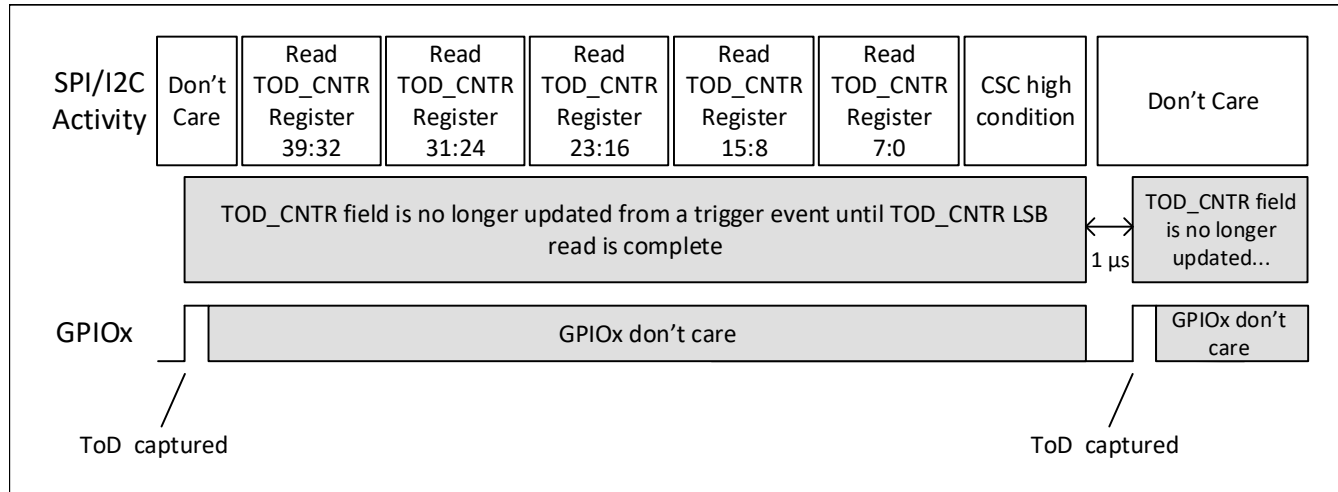 SPI/I2C
Activity
Don't
Care
Read
TOD_CNTR
Register
39:32
Read
TOD_CNTR
Register
31:24
Read
TOD_CNTR
Register
23:16
Read
TOD_CNTR
Register
15:8
Read
TOD_CNTR
Register
7:0
CSC high
condition
Don't Care
TOD_CNTR field is no longer updated from a trigger event until TOD_CNTR LSB
read is complete
1 µs
TOD_CNTR field
is no longer
updated...
GPIOx
GPIOx don't care
GPIOx don't
care
ToD captured
ToD captured